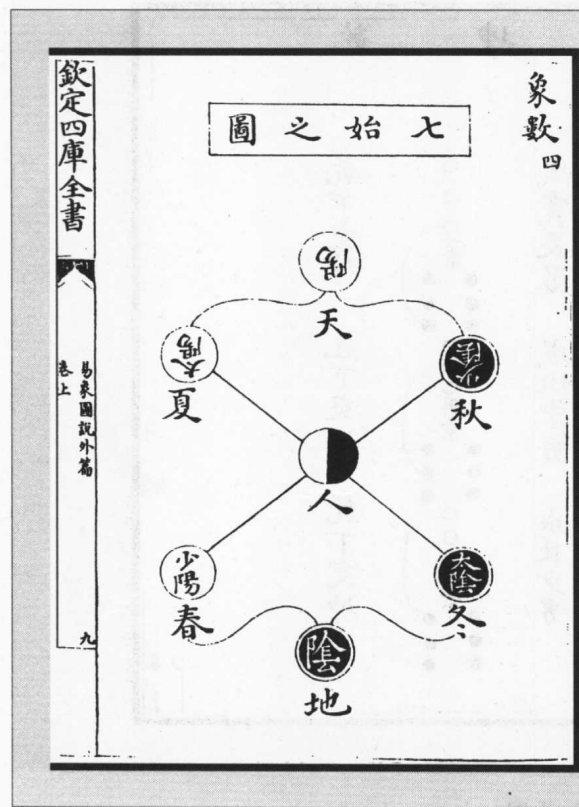 象數四
七始之圖
陽
天
少陰
秋
太陽
夏
人
太陰
冬
少陽
春
陰
地
欽定四庫全書
易象圖說外篇
卷上
九